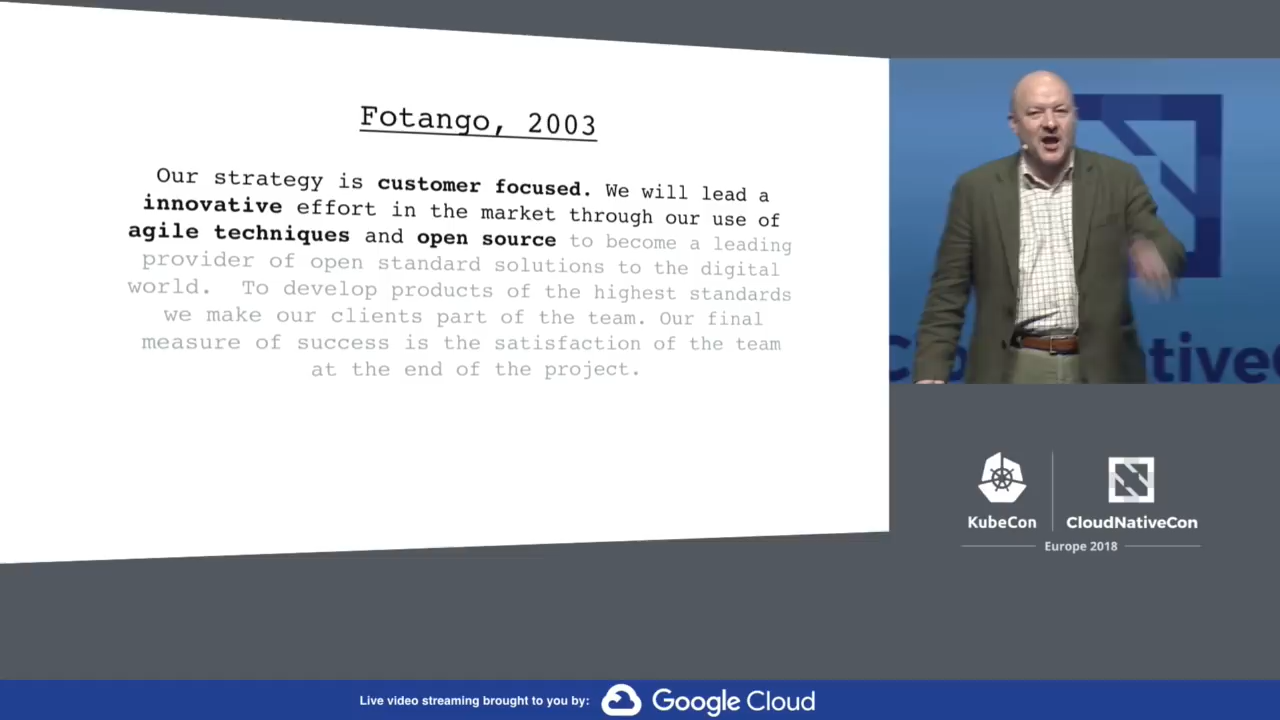 Fotango, 2003
Our strategy is customer focused. We will lead a
innovative effort in the market through our use of
agile techniques and open source to become a leading
provider of open standard solutions to the digital
world. To develop products of the highest standards
we make our clients part of the team. Our final
measure of success is the satisfaction of the team
at the end of the project.
C tive
KubeCon
CloudNativeCon
Europe 2018
Live video streaming brought to you by: Google Cloud